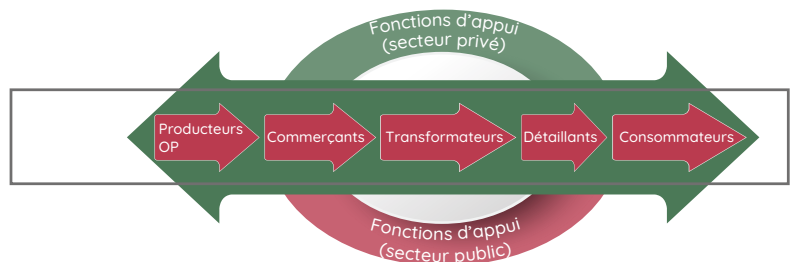 Fonctions d’appui
(secteur privé)
Producteurs
OP
Commerçants
Transformateurs
Détaillants
Consommateurs
Fonctions d’appui
(secteur public)